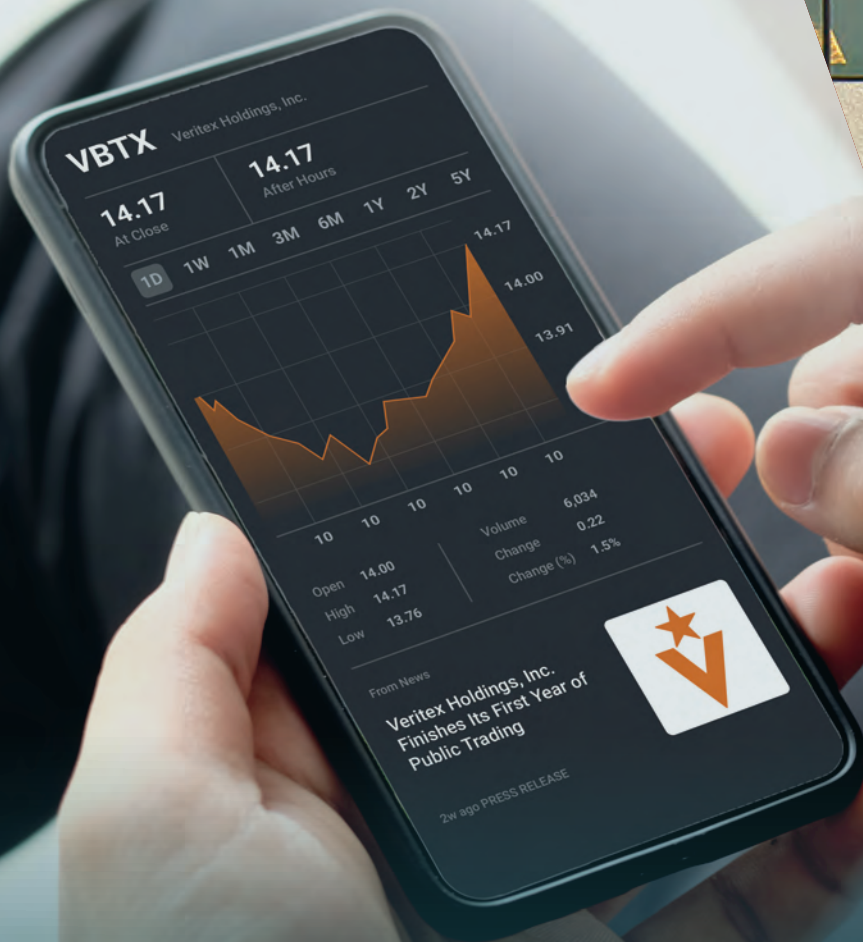 VBTX Veritex Holdings, Inc.
14.17 14.17
At Close After Hours
1D 1W 1M 3M 6M 1Y 2Y 5Y
14.17
14.00
13.91
10 10 10 10 10 10
Open 14.00
High 14.17
Low 13.76
Volume 6,034
Change 0.22
Change (%) 1.5%
From News
Veritex Holdings, Inc.
Finishes Its First Year of
Public Trading
2w ago PRESS RELEASE